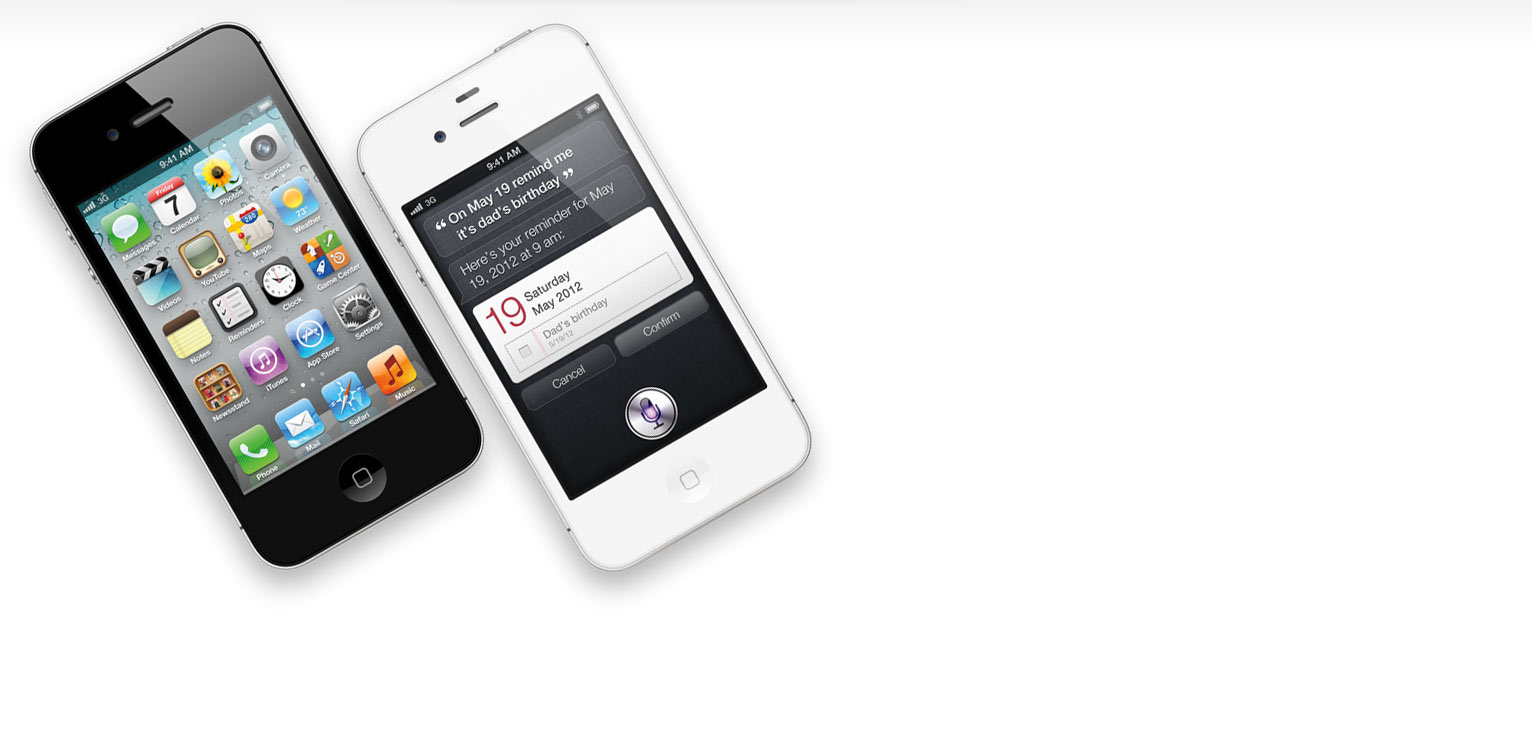 3G 9:41 AM
Messages
Friday
7
Calendar
Photos
Camera
Videos
YouTube
280
Maps
73°
Weather
Notes
Reminders
Clock
Game Center
Newsstand
iTunes
App Store
Settings
Phone
Mail
Safari
Music
3G 9:41 AM
“ On May 19 remind me
it's dad's birthday ”
Here's your reminder for May
19, 2012 at 9 am:
19 Saturday
May 2012
Dad's birthday
5/19/12
Cancel Confirm